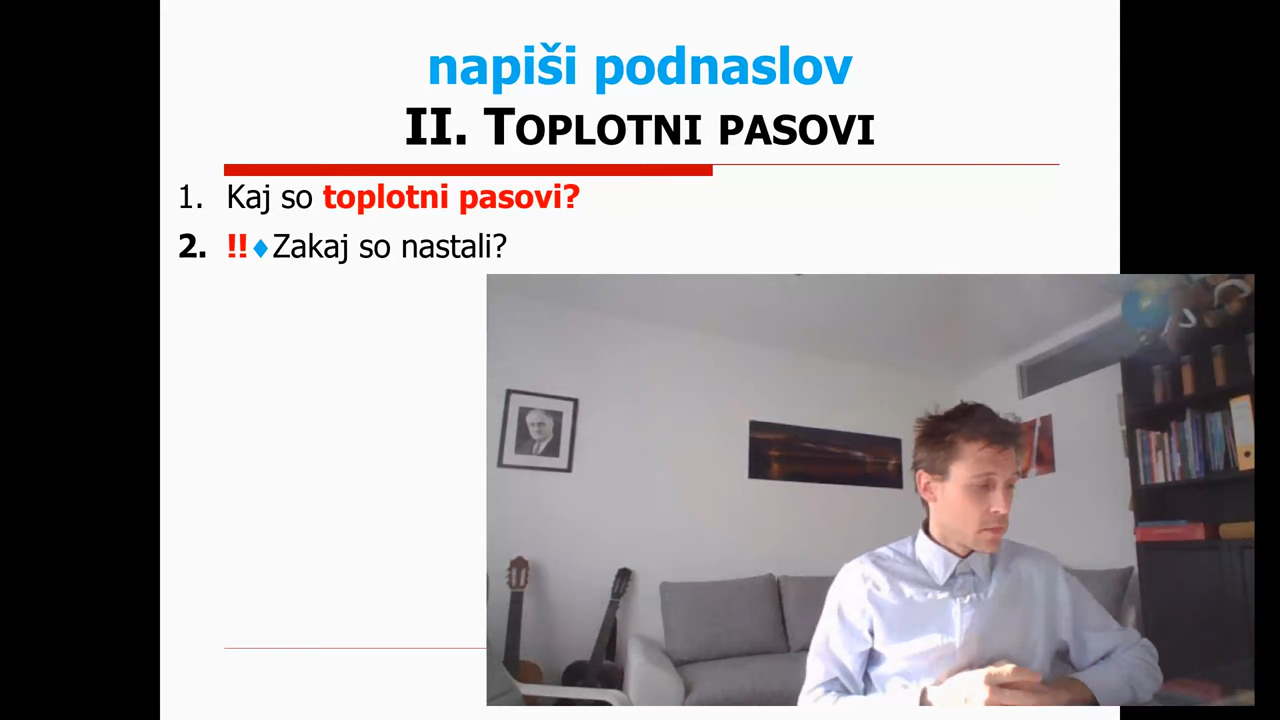 napiši podnaslov
II. TOPLOTNI PASOVI
1. Kaj so toplotni pasovi?
2. !!♦Zakaj so nastali?